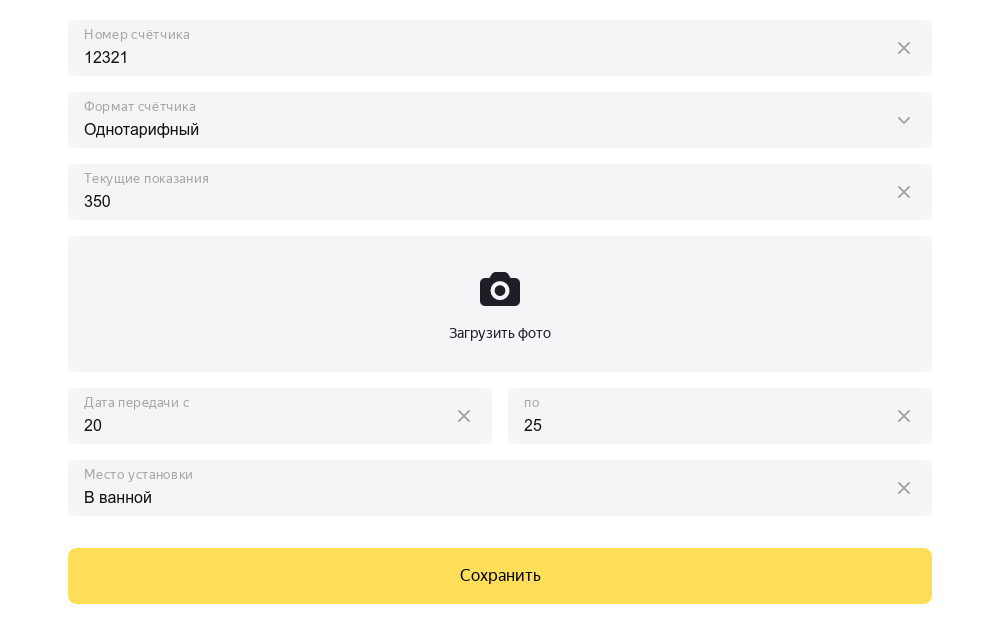 Номер счётчика
12321
Формат счётчика
Однотарифный
Текущие показания
350
Загрузить фото
Дата передачи с
20
по
25
Место установки
В ванной
Сохранить